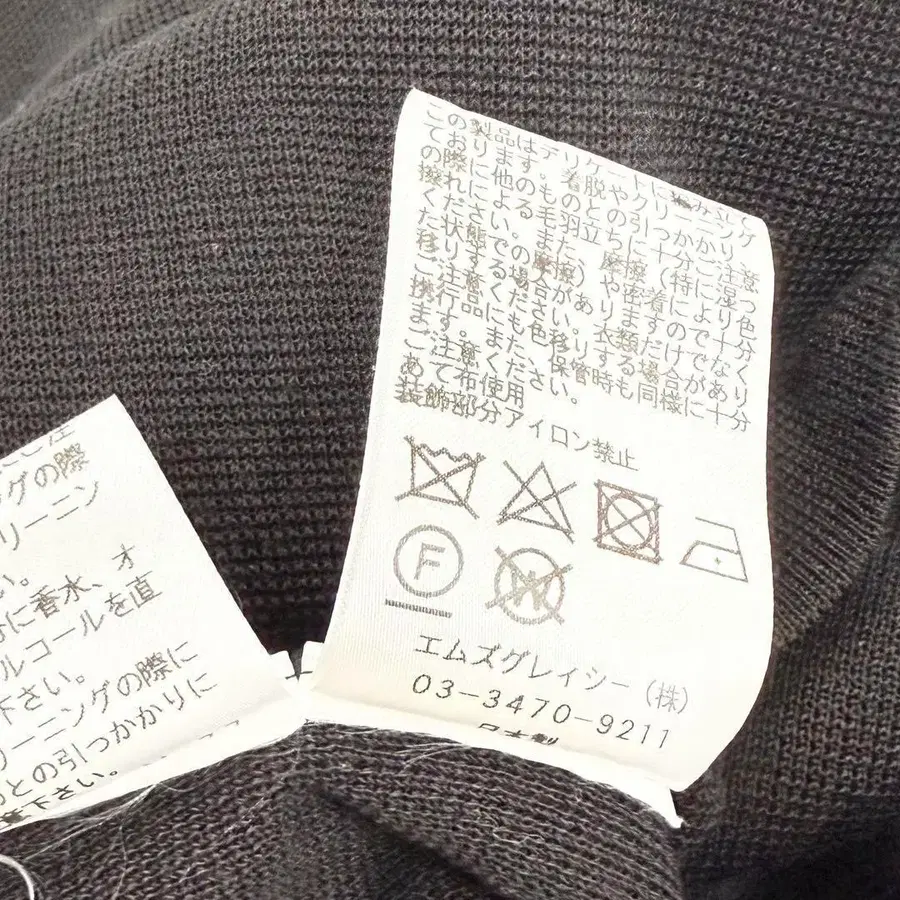 この製品はデリケートに編み立て
ております。着脱やクリーニング
の際に他のものとの引っかかり、
擦れによる毛羽立ちに十分ご注意
ください。また、摩擦(特に湿っ
た状態での摩擦)や密着により色
移りする場合がありますので十分
ご注意ください。衣類だけでなく
携行品にも色移りする場合があり
ます。また、保管時も同様に十分
ご注意ください。
あて布使用
装飾部分アイロン禁止
F
W
エムズグレイシー(株)
03-3470-9211
日本製
グの際
リーニン
い。
に香水、オ
ルコールを直
下さい。
ーニングの際に
との引っかかりに
下さい。